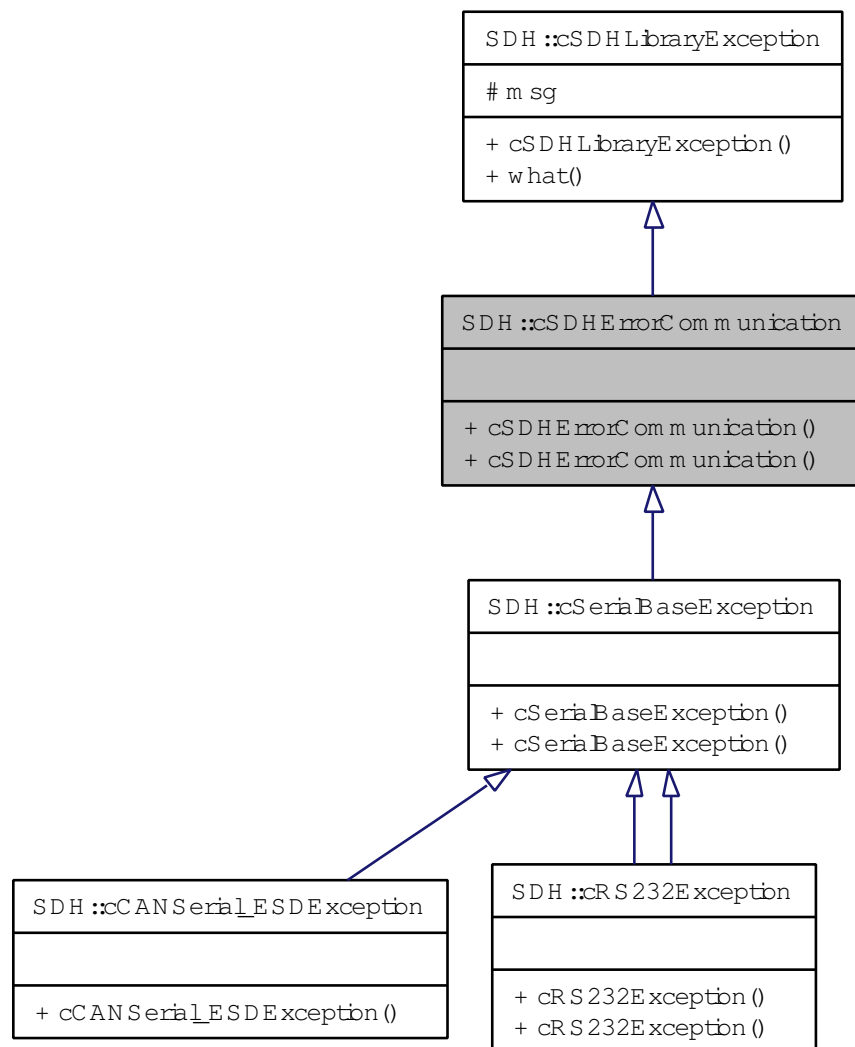 SDH::cSDHLibraryException
# msg
+ cSDHLibraryException()
+ what()
SDH::cSDHErrorCommunication
+ cSDHErrorCommunication()
+ cSDHErrorCommunication()
SDH::cSerialBaseException
+ cSerialBaseException()
+ cSerialBaseException()
SDH::cCANSerial_ESDException
+ cCANSerial_ESDException()
SDH::cRS232Exception
+ cRS232Exception()
+ cRS232Exception()